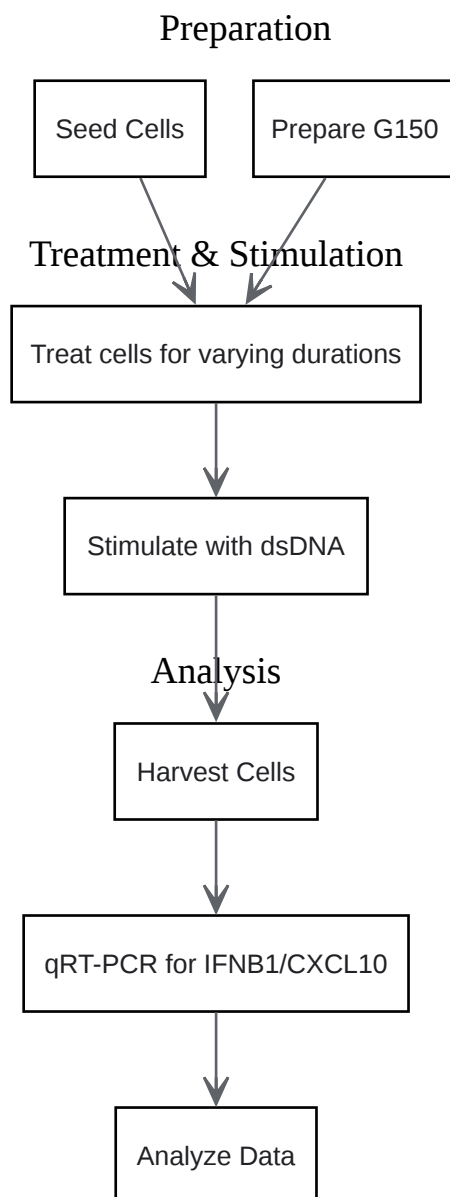 Preparation
Seed Cells
Prepare G150
Treatment & Stimulation
Treat cells for varying durations
Stimulate with dsDNA
Analysis
Harvest Cells
qRT-PCR for IFNB1/CXCL10
Analyze Data